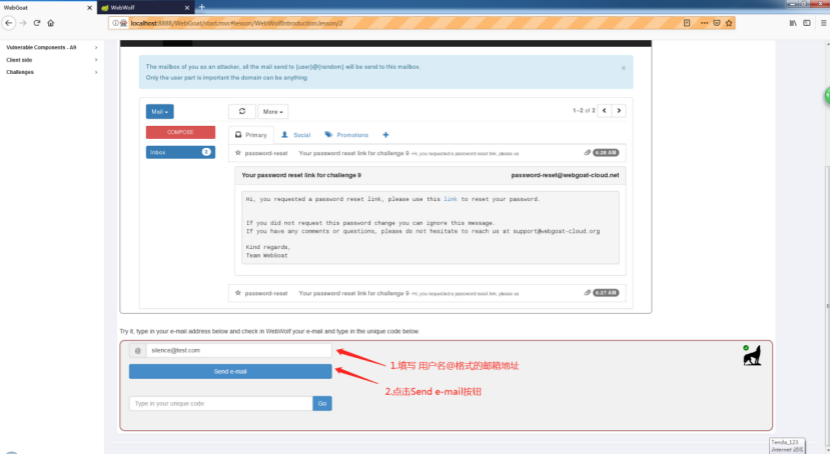 WebGoat
WebWolf
localhost:8888/WebGoat/start.mvc#lesson/WebWolfIntroduction.lesson/2
Vulnerable Components - A9
Client side
Challenges
The mailbox of you as an attacker, all the mail send to {user}@{random} will be send to this mailbox.
Only the user part is important the domain can be anything
Mail
More
1-2 of 2
COMPOSE
Inbox 2
Primary
Social
Promotions
password-reset Your password reset link for challenge 9 -Hi, you requested a password reset link, please us 6:28 AM
Your password reset link for challenge 9 password-reset@webgoat-cloud.net
Hi, you requested a password reset link, please use this link to reset your password.
If you did not request this password change you can ignore this message.
If you have any comments or questions, please do not hesitate to reach us at support@webgoat-cloud.org
Kind regards,
Team WebGoat
password-reset Your password reset link for challenge 9 -Hi, you requested a password reset link, please us 6:27 AM
Try it, type in your e-mail address below and check in WebWolf your e-mail and type in the unique code below
@ silence@test.com
1.填写 用户名@格式的邮箱地址
Send e-mail
2.点击Send e-mail按钮
Type in your unique code
Go
Tenda_123
Internet 访问